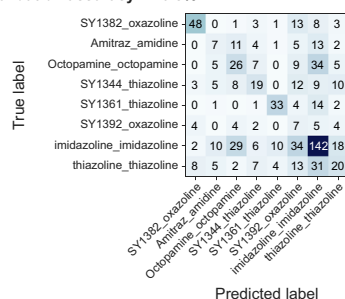 SY1382_oxazoline 48 0 1 3 1 13 8 3
Amitraz_amidine 0 7 11 4 1 5 13 2
Octopamine_octopamine 0 5 26 7 0 9 34 5
SY1344_thiazoline 3 5 8 19 0 12 9 10
SY1361_thiazoline 0 1 0 1 33 4 14 2
SY1392_oxazoline 4 0 4 2 0 7 5 4
imidazoline_imidazoline 2 10 29 6 10 34 142 18
thiazoline_thiazoline 8 5 2 7 4 13 31 20
True label
SY1382_oxazoline
Amitraz_amidine
Octopamine_octopamine
SY1344_thiazoline
SY1361_thiazoline
SY1392_oxazoline
imidazoline_imidazoline
thiazoline_thiazoline
Predicted label